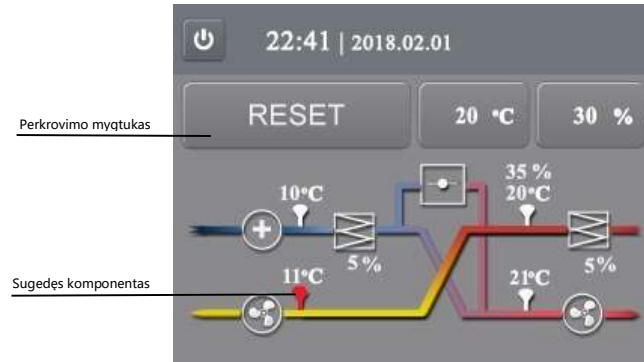 22:41 | 2018.02.01
Perkrovimo mygtukas
RESET
20 °C
30 %
35 %
10°C
20°C
5%
5%
Sugedęs komponentas
11°C
21°C